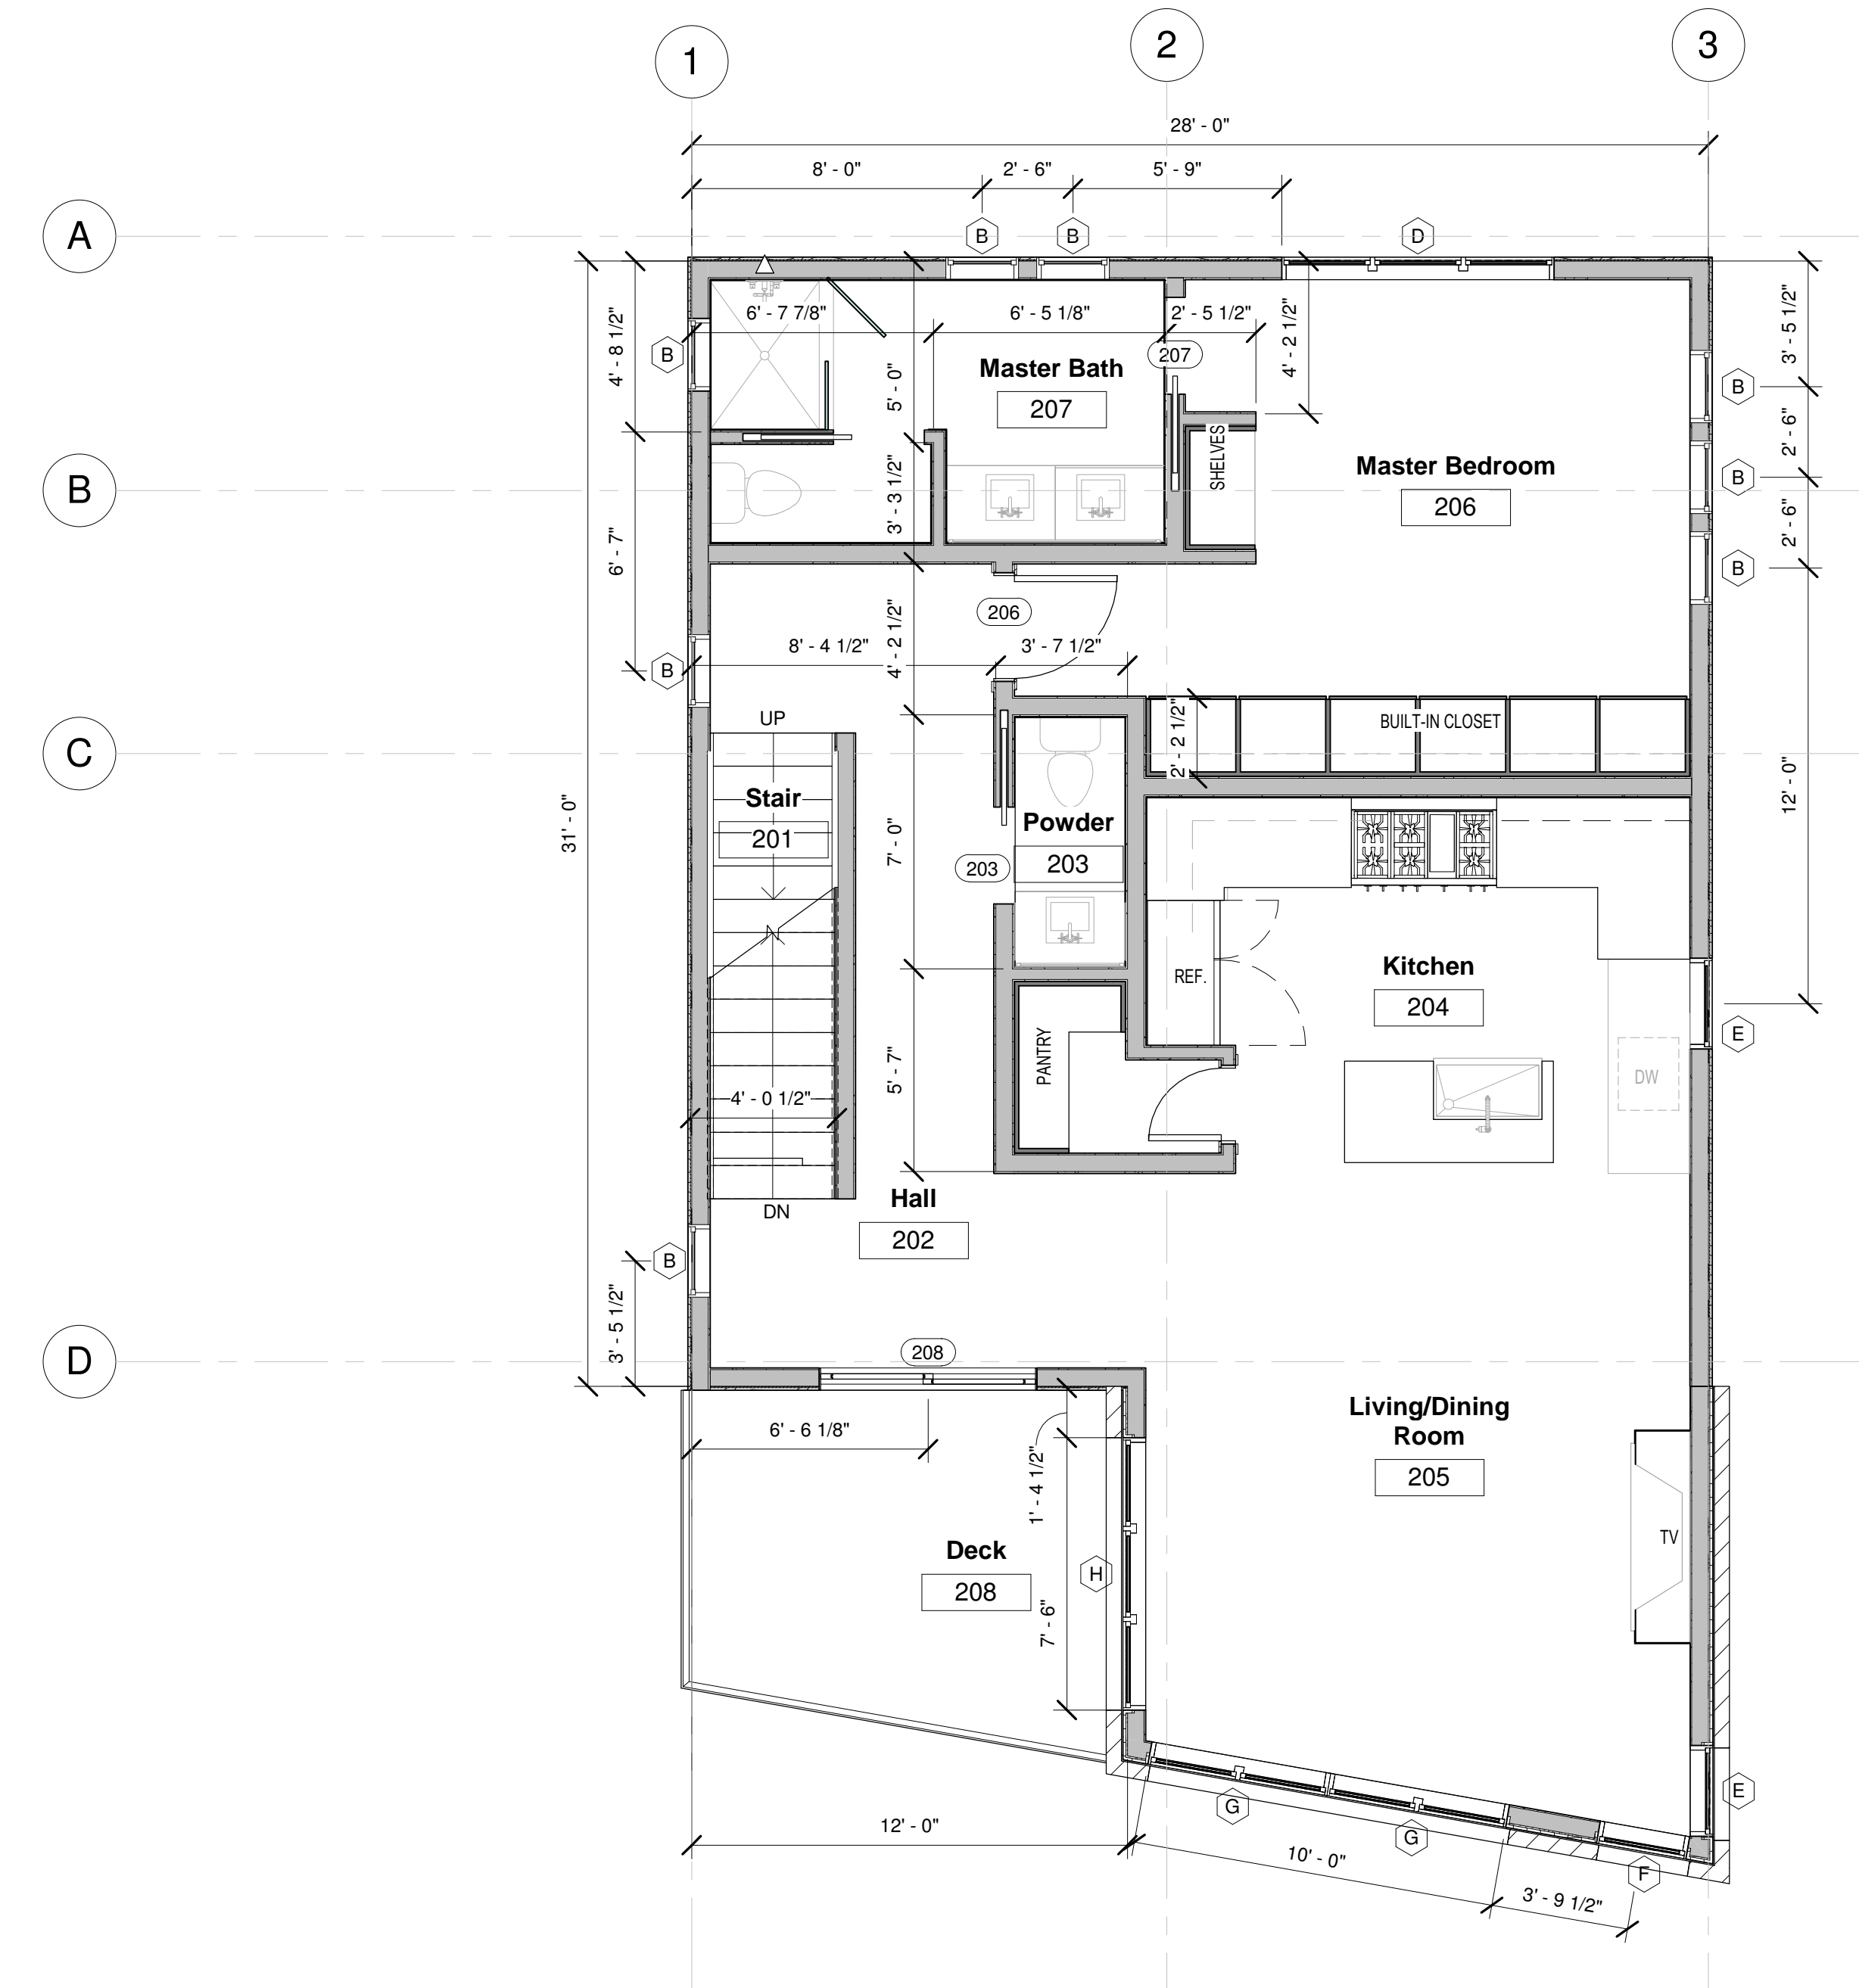 1
2
3
28' - 0"
8' - 0"
2' - 6"
5' - 9"
A
B
B
D
6' - 7 7/8"
6' - 5 1/8"
2' - 5 1/2"
4' - 8 1/2"
4' - 2 1/2"
3' - 5 1/2"
B
207
Master Bath
207
5' - 0"
B
2' - 6"
SHELVES
Master Bedroom
206
B
B
3' - 3 1/2"
2' - 6"
6' - 7"
B
206
4' - 2 1/2"
8' - 4 1/2"
3' - 7 1/2"
B
UP
BUILT-IN CLOSET
2' - 2 1/2"
C
12' - 0"
31' - 0"
Stair
201
7' - 0"
Powder
203
203
Kitchen
204
REF.
E
PANTRY
5' - 7"
DW
4' - 0 1/2"
Hall
202
DN
B
3' - 5 1/2"
208
D
Living/Dining
Room
205
6' - 6 1/8"
1' - 4 1/2"
TV
Deck
208
H
7' - 6"
E
G
G
F
12' - 0"
10' - 0"
3' - 9 1/2"